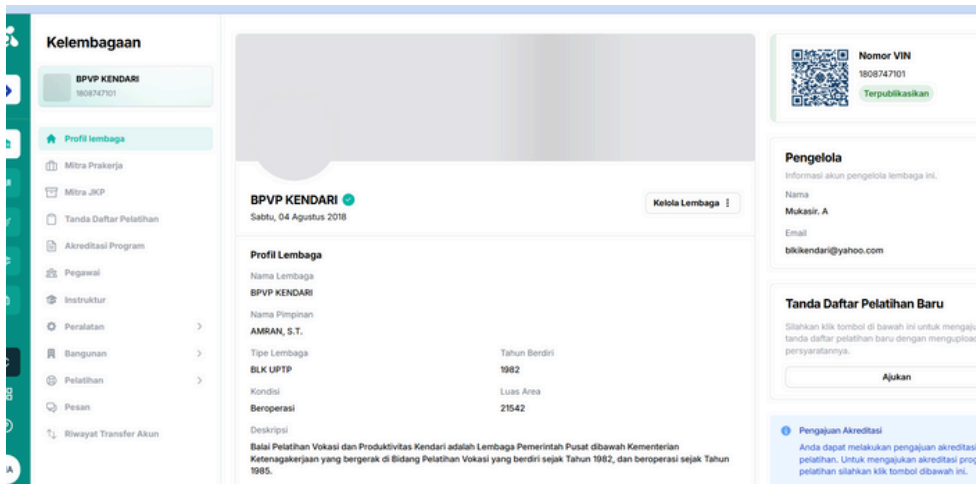 Kelembagaan
BPVP KENDARI
1808747101
Profil lembaga
Mitra Prakerja
Mitra JKP
Tanda Daftar Pelatihan
Akreditasi Program
Pegawai
Instruktur
Peralatan
Bangunan
Pelatihan
Pesan
Riwayat Transfer Akun
BPVP KENDARI
Sabtu, 04 Agustus 2018
Kelola Lembaga
Profil Lembaga
Nama Lembaga
BPVP KENDARI
Nama Pimpinan
AMRAN, S.T.
Tipe Lembaga
BLK UPTP
Tahun Berdiri
1982
Kondisi
Beroperasi
Luas Area
21542
Deskripsi
Balai Pelatihan Vokasi dan Produktivitas Kendari adalah Lembaga Pemerintah Pusat dibawah Kementerian
Ketenagakerjaan yang bergerak di Bidang Pelatihan Vokasi yang berdiri sejak Tahun 1982, dan beroperasi sejak Tahun
1985.
Nomor VIN
1808747101
Terpublikasikan
Pengelola
Informasi akun pengelola lembaga ini.
Nama
Mukasir. A
Email
blkikendari@yahoo.com
Tanda Daftar Pelatihan Baru
Silahkan klik tombol di bawah ini untuk mengaju
tanda daftar pelatihan baru dengan mengupload
persyaratannya.
Ajukan
Pengajuan Akreditasi
Anda dapat melakukan pengajuan akreditasi
pelatihan. Untuk mengajukan akreditasi prog
pelatihan silahkan klik tombol dibawah ini.